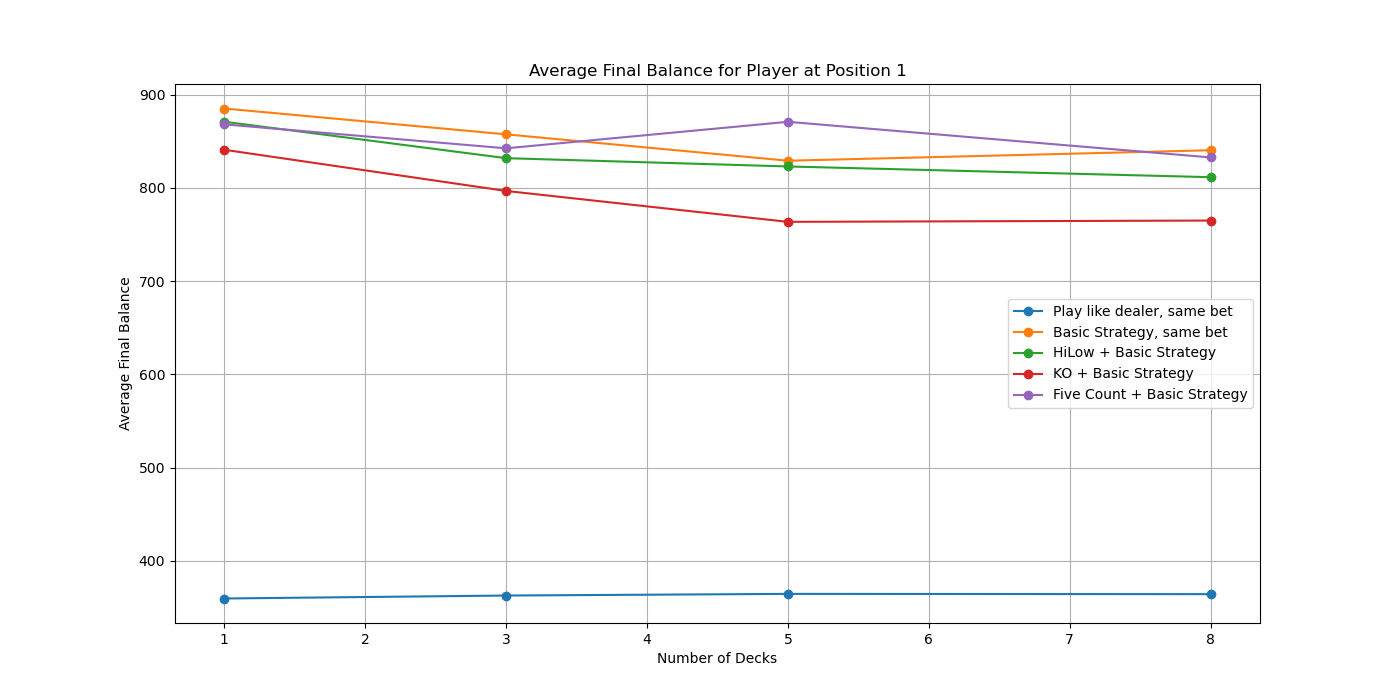 Average Final Balance for Player at Position 1
900
800
700
600
500
400
Average Final Balance
Play like dealer, same bet
Basic Strategy, same bet
HiLow + Basic Strategy
KO + Basic Strategy
Five Count + Basic Strategy
1 2 3 4 5 6 7 8
Number of Decks